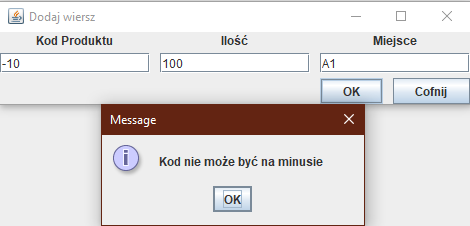 Dodaj wiersz
Kod Produktu Ilość Miejsce
-10 100 A1
OK Cofnij
Message
Kod nie może być na minusie
OK